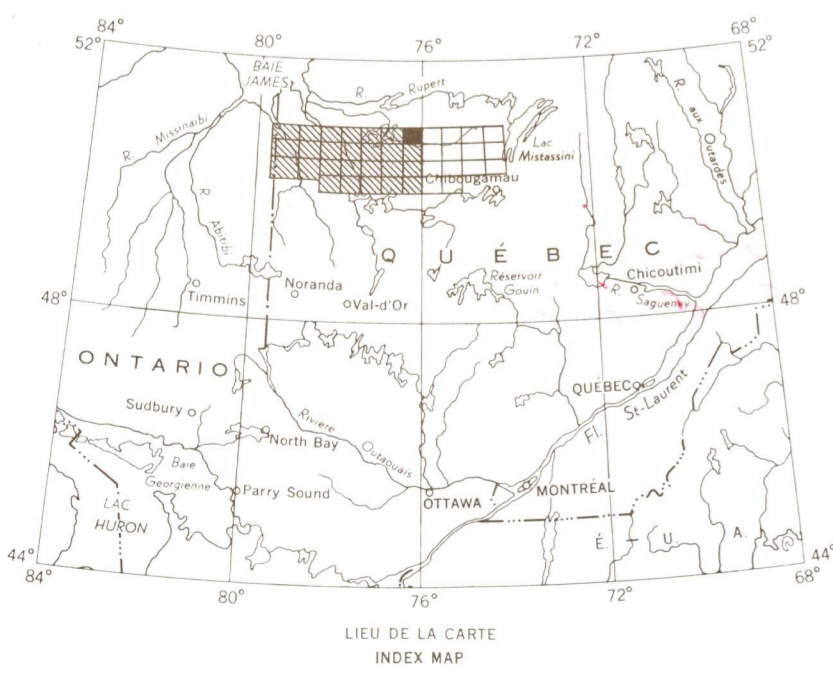 84°
80°
76°
72°
68°
52°
52°
BAIE
JAMES
R. Rupert
R. Missinaibi
R. aux Outardes
Lac
Mistassini
Chibougamau
R. Abitibi
QUÉBEC
Réservoir
Gouin
Chicoutimi
R. Saguenay
Timmins
Noranda
Val-d'Or
48°
48°
ONTARIO
QUÉBEC
Sudbury
Fl. St-Laurent
North Bay
Rivière Outaouais
Baie
Georgienne
Parry Sound
OTTAWA
MONTRÉAL
LAC
HURON
É.-U. A.
44°
44°
84°
80°
76°
72°
68°
LIEU DE LA CARTE
INDEX MAP